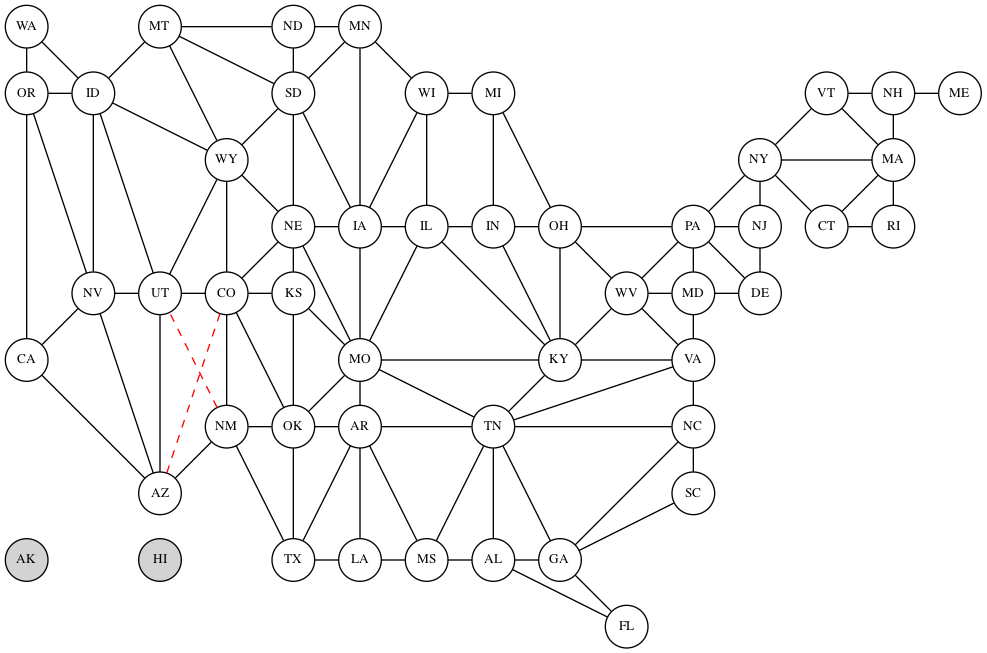 WA MT ND MN
OR ID SD WI MI VT NH ME
WY NY MA
NE IA IL IN OH PA NJ CT RI
NV UT CO KS WV MD DE
CA MO KY VA
NM OK AR TN NC
AZ SC
AK HI TX LA MS AL GA
FL